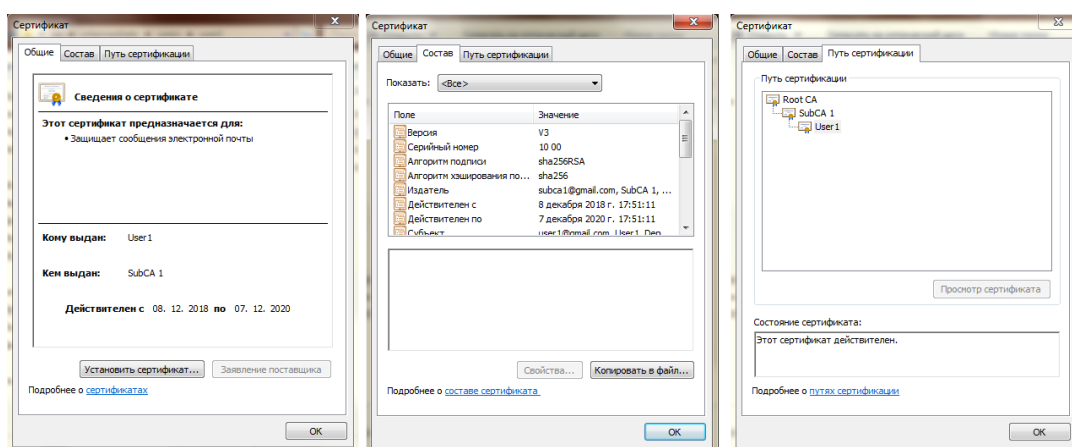 Сертификат
Общие Состав Путь сертификации
Сведения о сертификате
Этот сертификат предназначается для:
• Защищает сообщения электронной почты
Кому выдан: User1
Кем выдан: SubCA 1
Действителен с 08. 12. 2018 по 07. 12. 2020
Установить сертификат... Заявление поставщика
Подробнее о сертификатах
OK
Сертификат
Общие Состав Путь сертификации
Показать: <Все>
Поле Значение
Версия V3
Серийный номер 10 00
Алгоритм подписи sha256RSA
Алгоритм хэширования по... sha256
Издатель subca1@gmail.com, SubCA 1, ...
Действителен с 8 декабря 2018 г. 17:51:11
Действителен по 7 декабря 2020 г. 17:51:11
Субъект user1@gmail.com, User1, Dep
Свойства... Копировать в файл...
Подробнее о составе сертификата
OK
Сертификат
Общие Состав Путь сертификации
Путь сертификации
Root CA
SubCA 1
User1
Просмотр сертификата
Состояние сертификата:
Этот сертификат действителен.
Подробнее о путях сертификации
OK